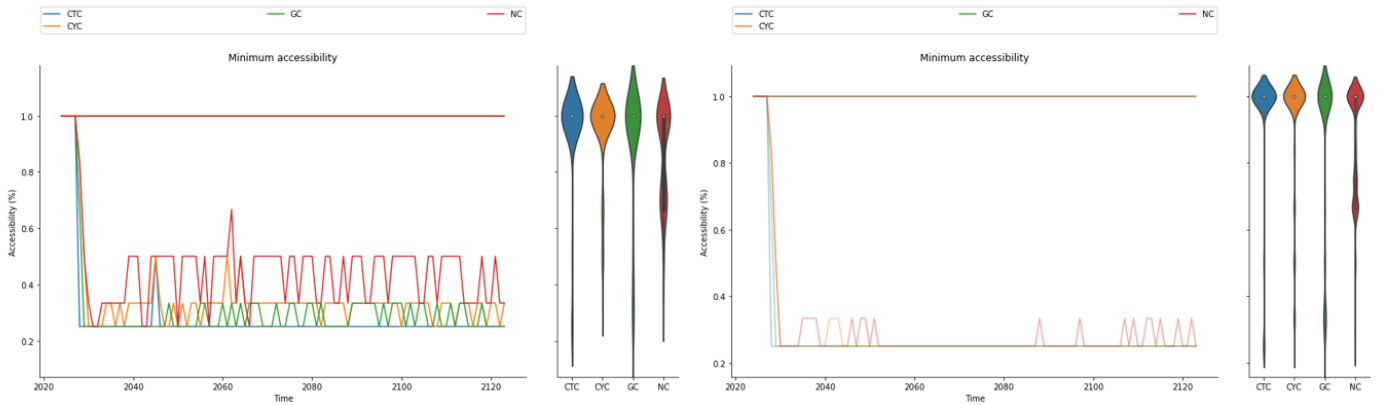 CTC GC NC
CYC
Minimum accessibility
Accessibility (%)
1.0
0.8
0.6
0.4
0.2
2020 2040 2060 2080 2100 2120
Time
CTC CYC GC NC
CTC GC NC
CYC
Minimum accessibility
Accessibility (%)
1.0
0.8
0.6
0.4
0.2
2020 2040 2060 2080 2100 2120
Time
CTC CYC GC NC